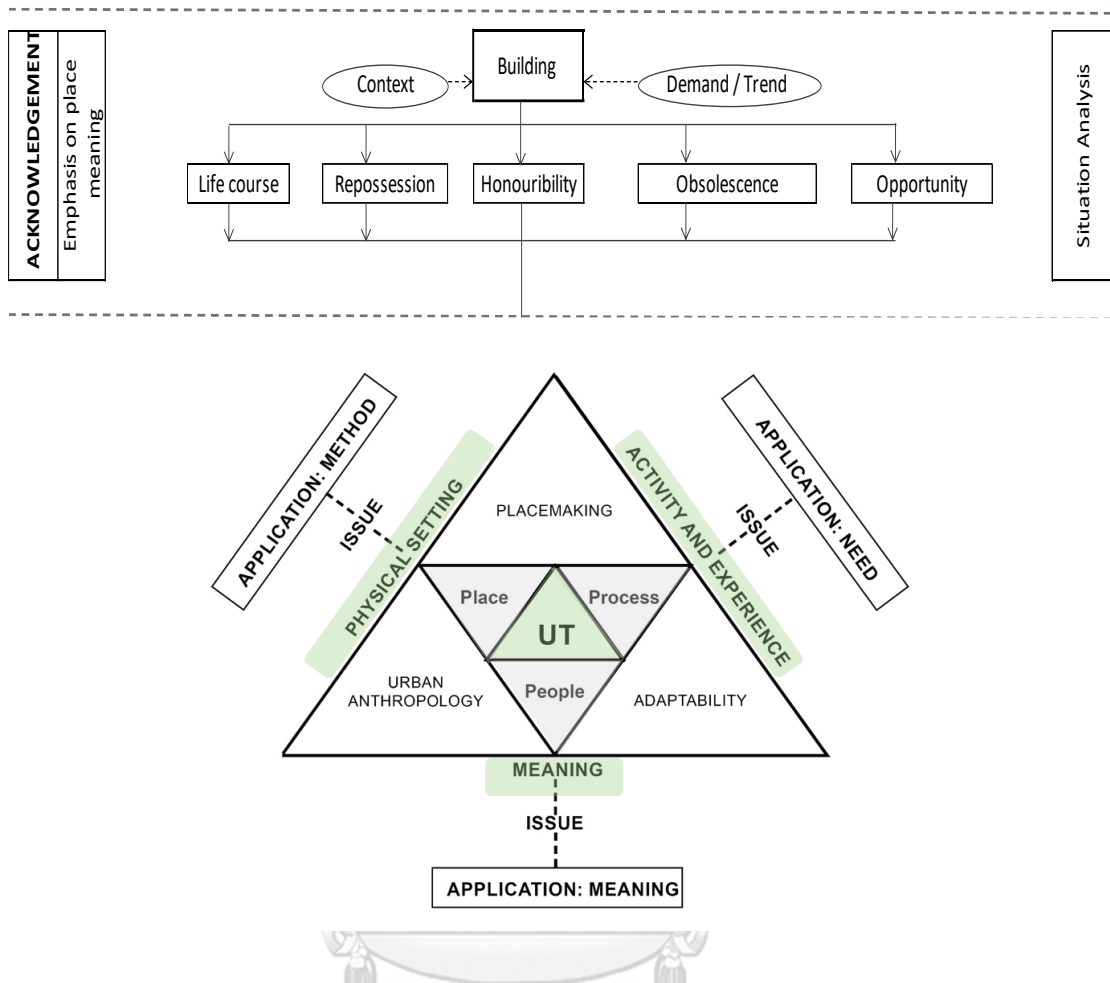 ACKNOWLEDGEMENT
Emphasis on place
meaning
Building
Context
Demand / Trend
Life course
Repossession
Honouribility
Obsolescence
Opportunity
Situation Analysis
APPLICATION: METHOD
ISSUE
PHYSICAL SETTING
ACTIVITY AND EXPERIENCE
ISSUE
APPLICATION: NEED
PLACEMAKING
Place
Process
UT
People
URBAN
ANTHROPOLOGY
ADAPTABILITY
MEANING
ISSUE
APPLICATION: MEANING